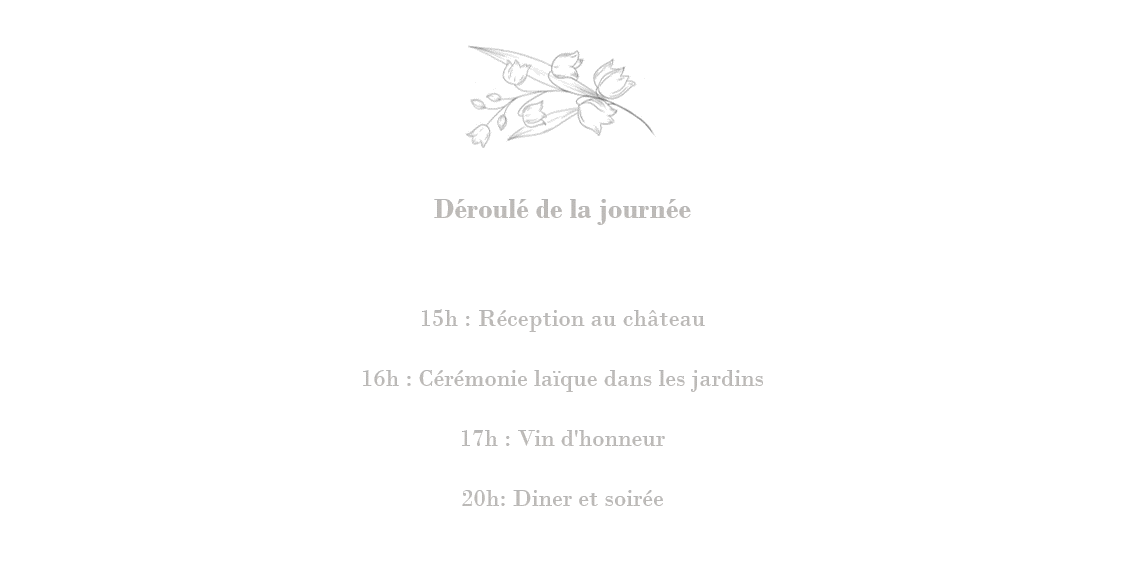 Déroulé de la journée
15h : Réception au château
16h : Cérémonie laïque dans les jardins
17h : Vin d'honneur
20h: Diner et soirée